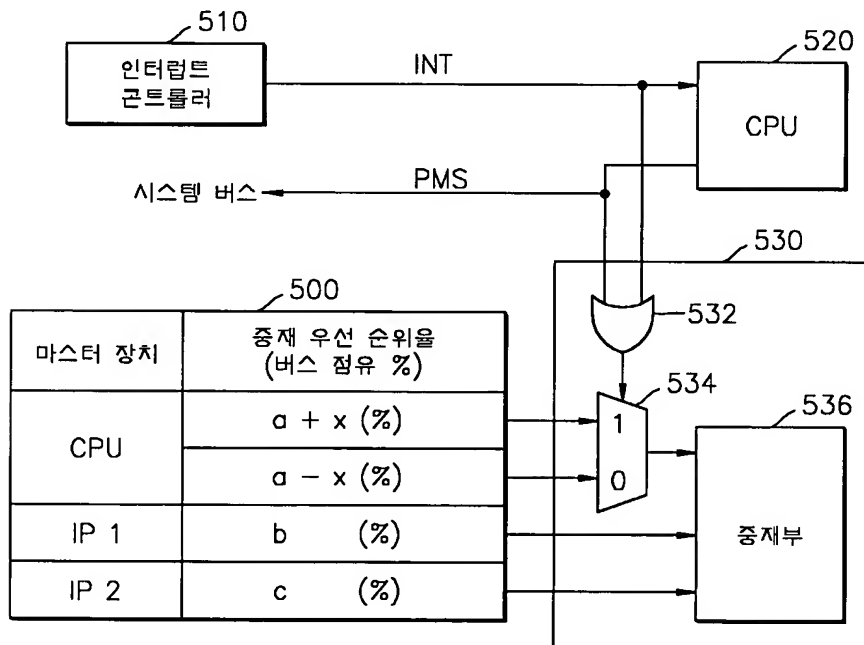 510
인터럽트
곤트롤러
INT
520
CPU
시스템 버스
PMS
530
532
500
마스터 장치
중재 우선 순위율
(버스 점유 %)
CPU
a + x (%)
a - x (%)
IP 1
b (%)
IP 2
c (%)
534
1
0
536
중재부